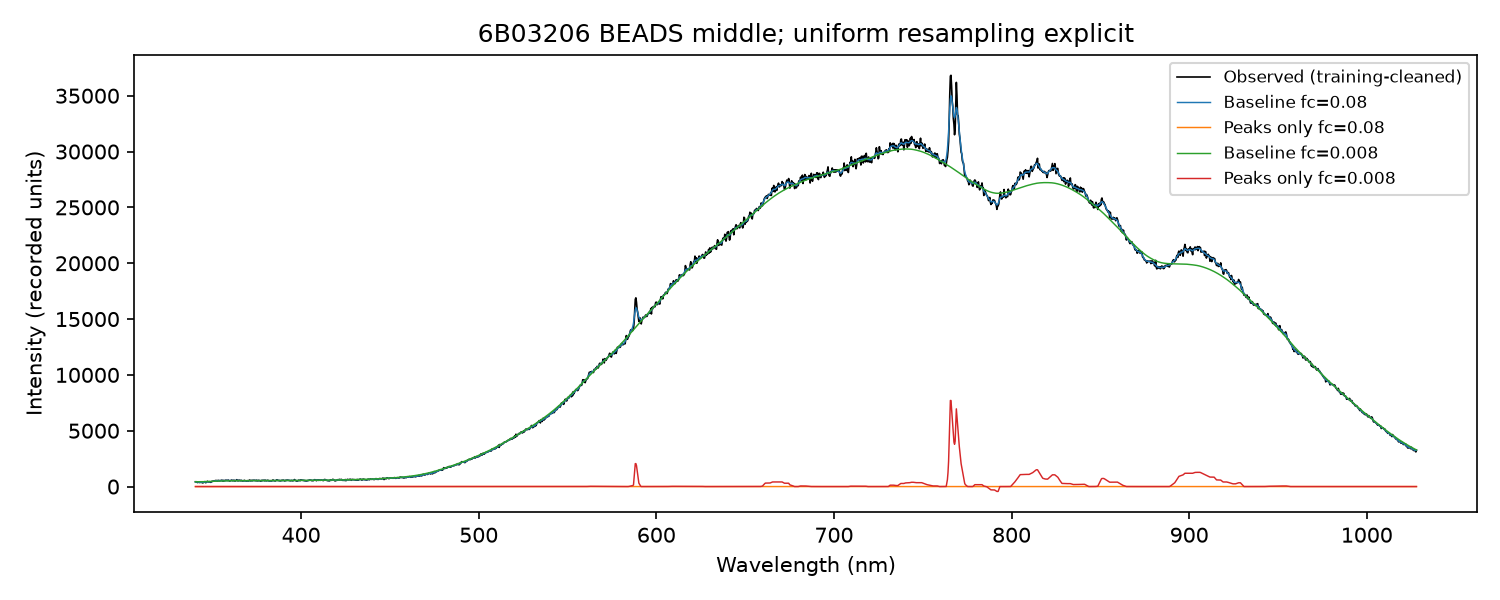 6B03206 BEADS middle; uniform resampling explicit
Observed (training-cleaned)
Baseline fc=0.08
Peaks only fc=0.08
Baseline fc=0.008
Peaks only fc=0.008
Intensity (recorded units)
35000
30000
25000
20000
15000
10000
5000
0
400 500 600 700 800 900 1000
Wavelength (nm)